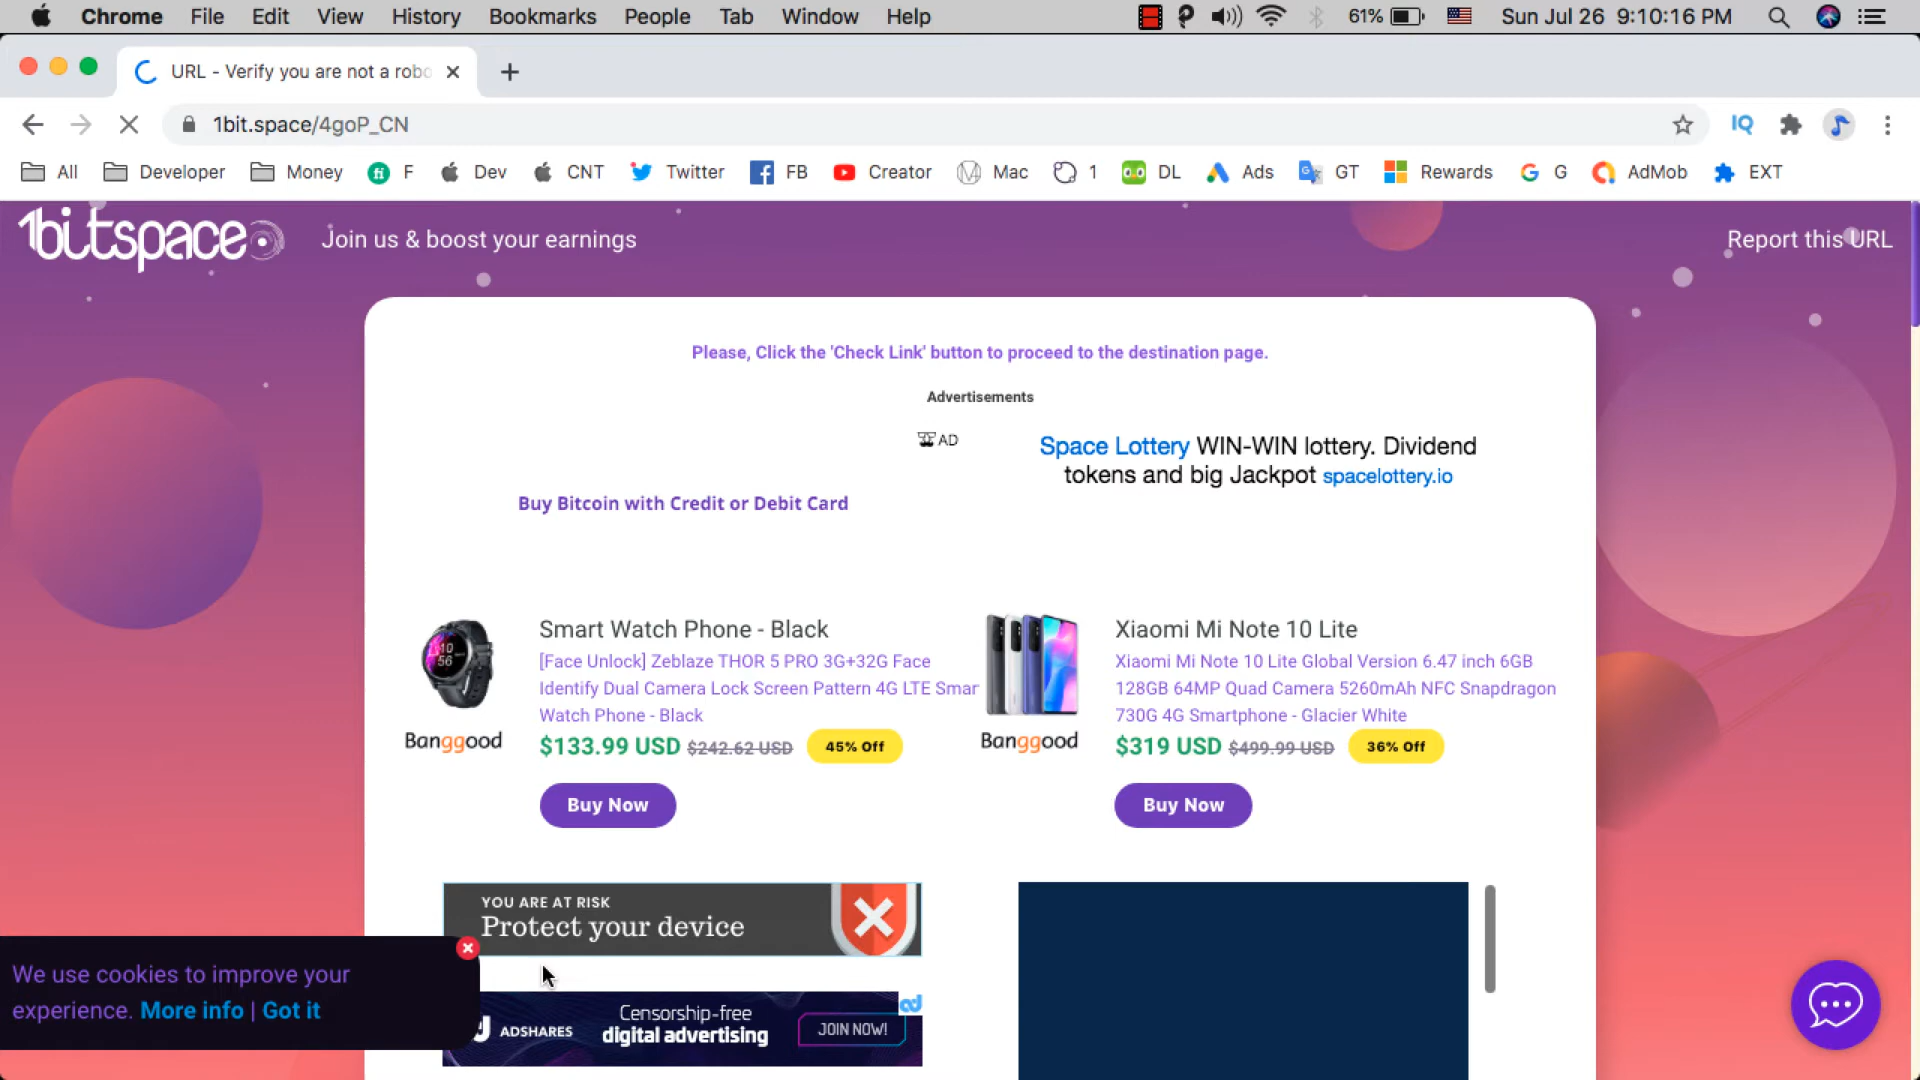 Chrome File Edit View History Bookmarks People Tab Window Help 61% Sun Jul 26 9:10:16 PM
URL - Verify you are not a robo
1bit.space/4goP_CN
All Developer Money F Dev CNT Twitter FB Creator Mac 1 DL Ads GT Rewards G AdMob EXT
1bitspace Join us & boost your earnings Report this URL
Please, Click the 'Check Link' button to proceed to the destination page.
Advertisements
AD
Space Lottery WIN-WIN lottery. Dividend
tokens and big Jackpot spacelottery.io
Buy Bitcoin with Credit or Debit Card
Smart Watch Phone - Black
[Face Unlock] Zeblaze THOR 5 PRO 3G+32G Face
Identify Dual Camera Lock Screen Pattern 4G LTE Smar
Watch Phone - Black
Banggood
$133.99 USD $242.62 USD 45% Off
Buy Now
Xiaomi Mi Note 10 Lite
Xiaomi Mi Note 10 Lite Global Version 6.47 inch 6GB
128GB 64MP Quad Camera 5260mAh NFC Snapdragon
730G 4G Smartphone - Glacier White
Banggood
$319 USD $499.99 USD 36% Off
Buy Now
YOU ARE AT RISK
Protect your device
We use cookies to improve your
experience. More info | Got it
ADSHARES
Censorship-free
digital advertising
JOIN NOW!
ad